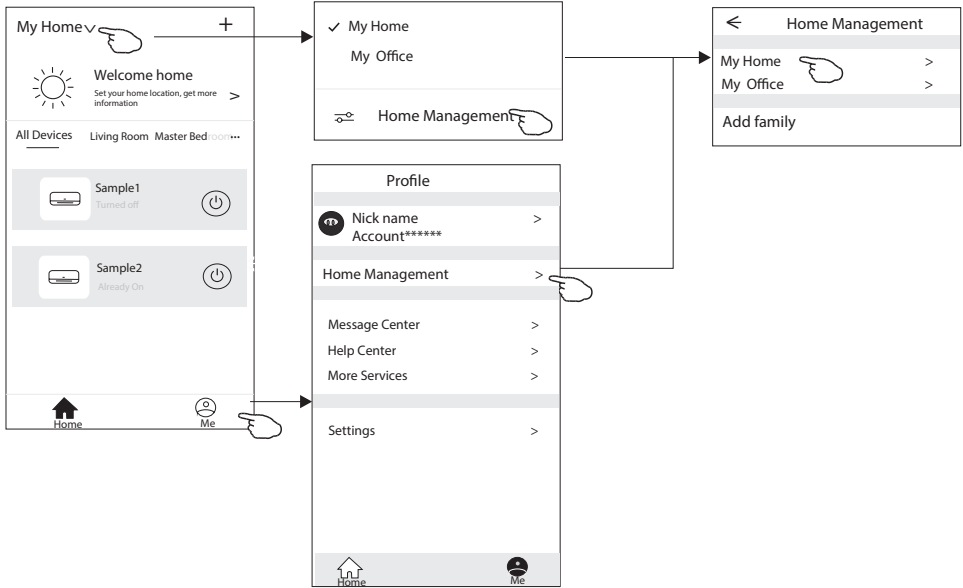 My Home
+
Welcome home
Set your home location, get more
information
>
All Devices Living Room Master Bedroom...
Sample1
Turned off
Sample2
Already On
Home
Me
✓ My Home
My Office
Home Management
Profile
Nick name >
Account******
Home Management >
Message Center >
Help Center >
More Services >
Settings >
Home
Me
Home Management
My Home >
My Office >
Add family